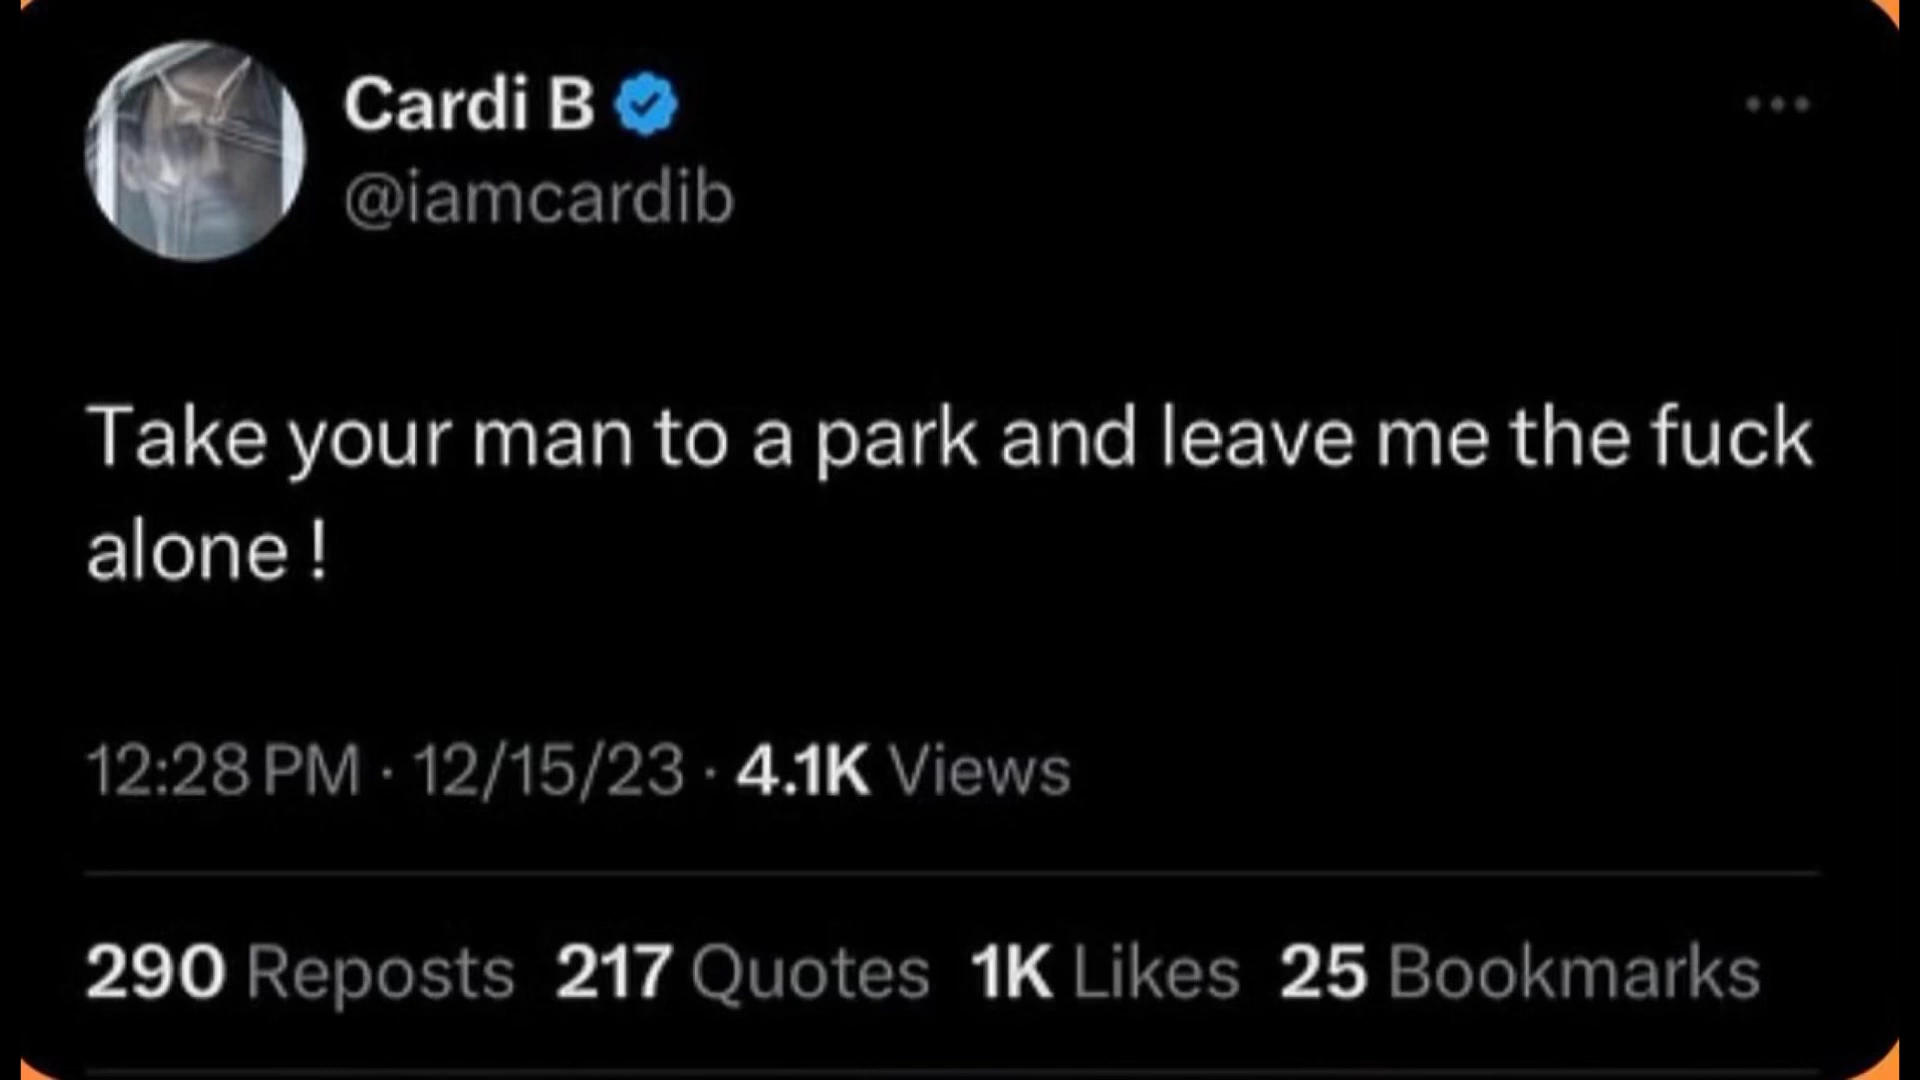 Cardi B
@iamcardib
Take your man to a park and leave me the fuck
alone !
12:28 PM · 12/15/23 · 4.1K Views
290 Reposts 217 Quotes 1K Likes 25 Bookmarks